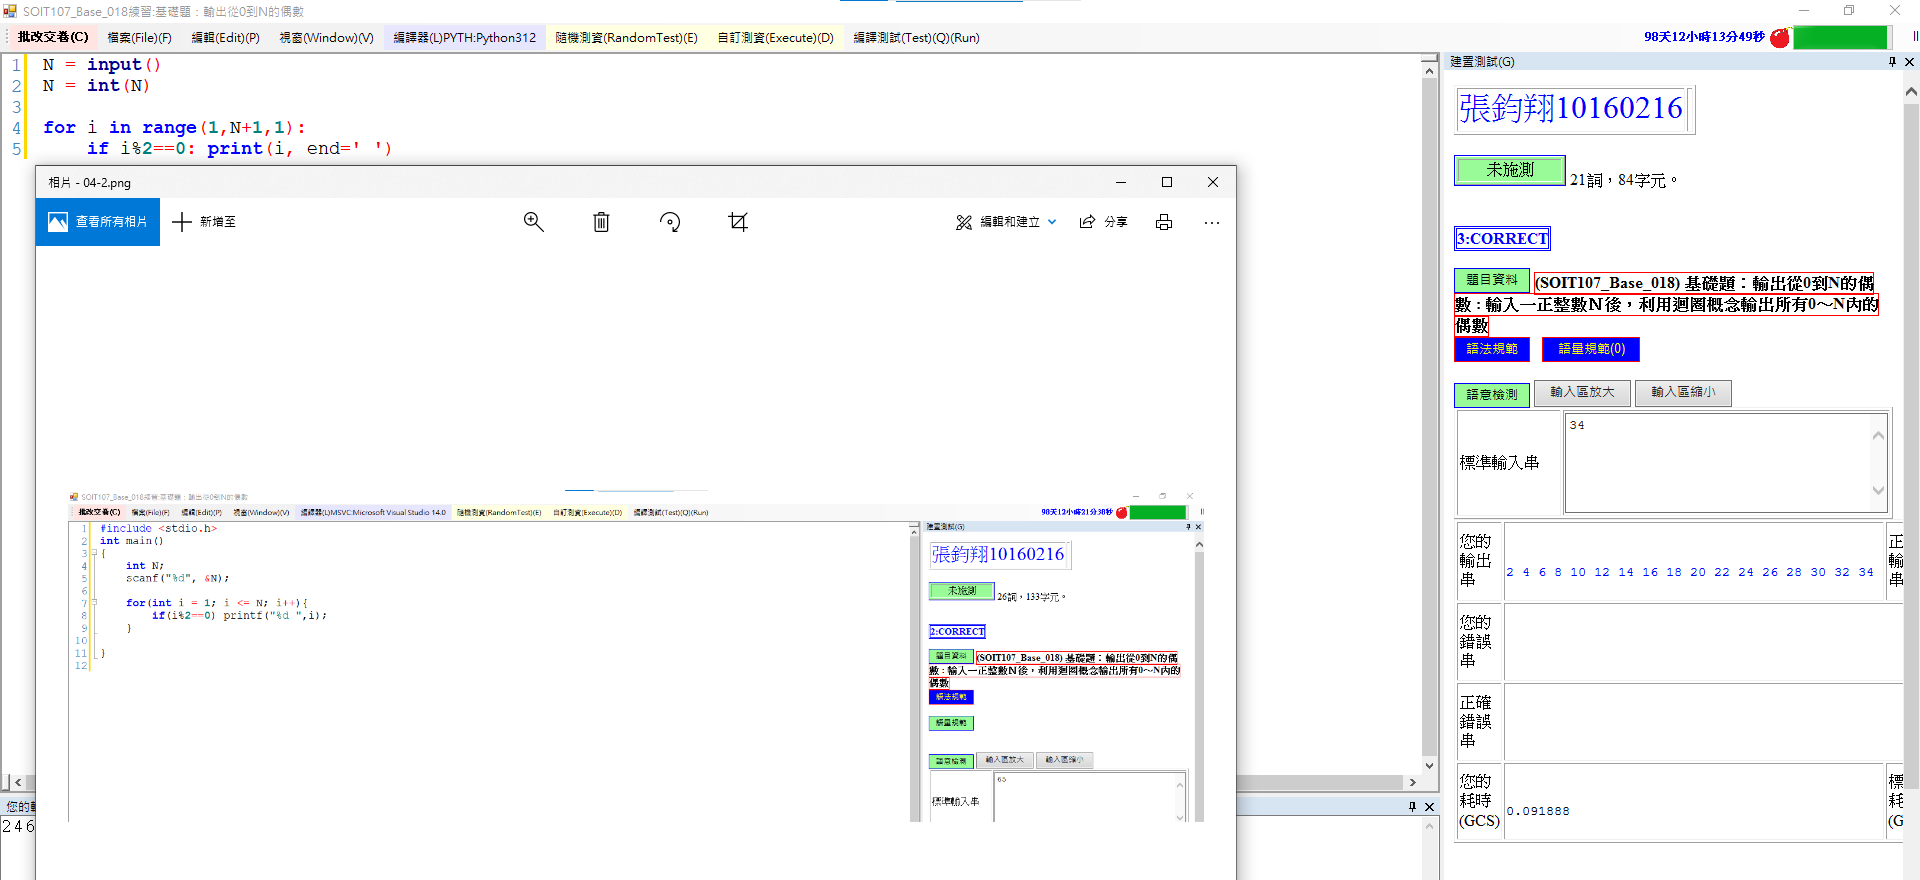 SOIT107_Base_018練習:基礎題：輸出從0到N的偶數
批改交卷(C) 檔案(File)(F) 編輯(Edit)(P) 視窗(Window)(V) 編譯器(L)PYTH:Python312 隨機測資(RandomTest)(E) 自訂測資(Execute)(D) 編譯測試(Test)(Q)(Run) 98天12小時13分49秒
1 N = input()
2 N = int(N)
3
4 for i in range(1,N+1,1):
5     if i%2==0: print(i, end=' ')
相片 - 04-2.png
查看所有相片 新增至 編輯和建立 分享
SOIT107_Base_018練習:基礎題：輸出從0到N的偶數
批改交卷(C) 檔案(File)(F) 編輯(Edit)(P) 視窗(Window)(V) 編譯器(L)MSVC:Microsoft Visual Studio 14.0 隨機測資(RandomTest)(E) 自訂測資(Execute)(D) 編譯測試(Test)(Q)(Run) 98天12小時21分38秒
1 #include <stdio.h>
2 int main()
3 {
4     int N;
5     scanf("%d", &N);
6
7     for(int i = 1; i <= N; i++){
8         if(i%2==0) printf("%d ",i);
9     }
10
11 }
12
建置測試(G)
張鈞翔10160216
未施測 26詞，133字元。
2:CORRECT
題目資料 (SOIT107_Base_018) 基礎題：輸出從0到N的偶
數 : 輸入一正整數Ｎ後，利用迴圈概念輸出所有0～N內的
偶數
語法規範
語量規範
語意檢測 輸入區放大 輸入區縮小
標準輸入串 65
您的
2 4 6
建置測試(G)
張鈞翔10160216
未施測 21詞，84字元。
3:CORRECT
題目資料 (SOIT107_Base_018) 基礎題：輸出從0到N的偶
數 : 輸入一正整數Ｎ後，利用迴圈概念輸出所有0～N內的
偶數
語法規範 語量規範(0)
語意檢測 輸入區放大 輸入區縮小
標準輸入串 34
您的輸出串 2 4 6 8 10 12 14 16 18 20 22 24 26 28 30 32 34 正輸串
您的錯誤串
正確錯誤串
您的耗時(GCS) 0.091888 標耗(G